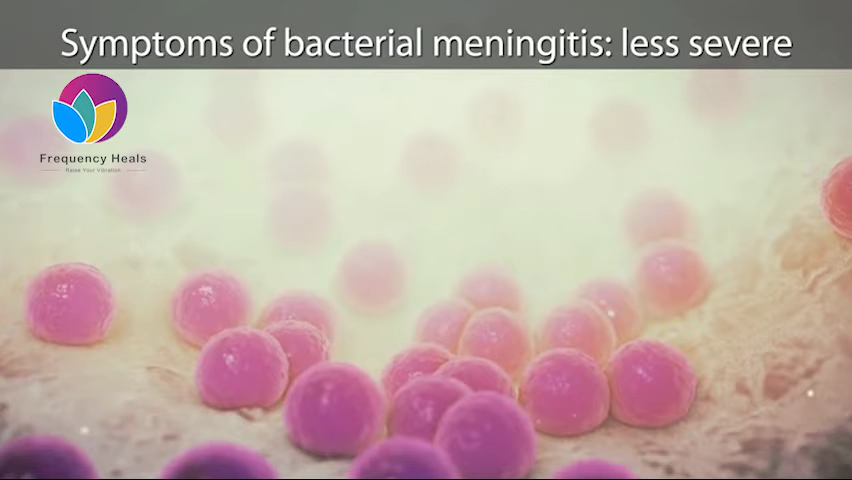 Symptoms of bacterial meningitis: less severe
Frequency Heals
Raise Your Vibration